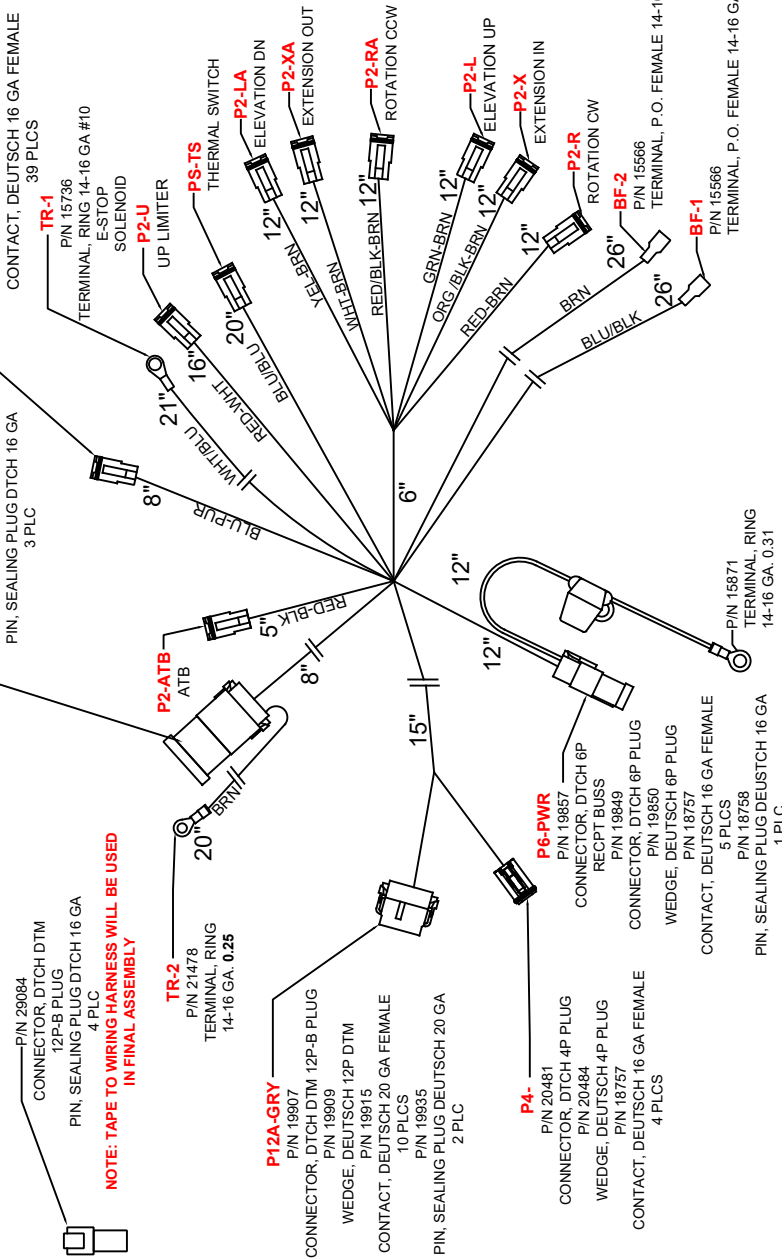 CONTACT, DEUTSCH 16 GA FEMALE
39 PLCS
TR-1
P/N 15736
TERMINAL, RING 14-16 GA #10
E-STOP
SOLENOID
P2-U
UP LIMITER
PS-TS
THERMAL SWITCH
P2-LA
ELEVATION DN
P2-XA
EXTENSION OUT
P2-RA
ROTATION CCW
P2-L
ELEVATION UP
P2-X
EXTENSION IN
P2-R
ROTATION CW
BF-2
P/N 15566
TERMINAL, P.O. FEMALE
BF-1
P/N 15566
TERMINAL, P.O. FEMALE 14-16
PIN, SEALING PLUG DTCH 16 GA
3 PLC
8"
BLU-PUR
21"
WHT/BLU
16"
RED-WHT
20"
BLU/BLU
12"
YEL-BRN
12"
WHT-BRN
12"
RED/BLK-BRN
12"
GRN-BRN
12"
ORG /BLK-BRN
12"
RED-BRN
26"
BRN
26"
BLU/BLK
6"
P2-ATB
ATB
5"
RED-BLK
8"
20"
BRN
TR-2
P/N 21478
TERMINAL, RING
14-16 GA. 0.25
P/N 29084
CONNECTOR, DTCH DTM
12P-B PLUG
PIN, SEALING PLUG DTCH 16 GA
4 PLC
NOTE: TAPE TO WIRING HARNESS WILL BE USED
IN FINAL ASSEMBLY
15"
12"
12"
P/N 15871
TERMINAL, RING
14-16 GA. 0.31
P12A-GRY
P/N 19907
CONNECTOR, DTCH DTM 12P-B PLUG
P/N 19909
WEDGE, DEUTSCH 12P DTM
P/N 19915
CONTACT, DEUTSCH 20 GA FEMALE
10 PLCS
P/N 19935
PIN, SEALING PLUG DEUTSCH 20 GA
2 PLC
P4-
P/N 20481
CONNECTOR, DTCH 4P PLUG
P/N 20484
WEDGE, DEUTSCH 4P PLUG
P/N 18757
CONTACT, DEUTSCH 16 GA FEMALE
4 PLCS
P6-PWR
P/N 19857
CONNECTOR, DTCH 6P
RECPT BUSS
P/N 19849
CONNECTOR, DTCH 6P PLUG
P/N 19850
WEDGE, DEUTSCH 6P PLUG
P/N 18757
CONTACT, DEUTSCH 16 GA FEMALE
5 PLCS
P/N 18758
PIN, SEALING PLUG DEUSTCH 16 GA
1 PLC